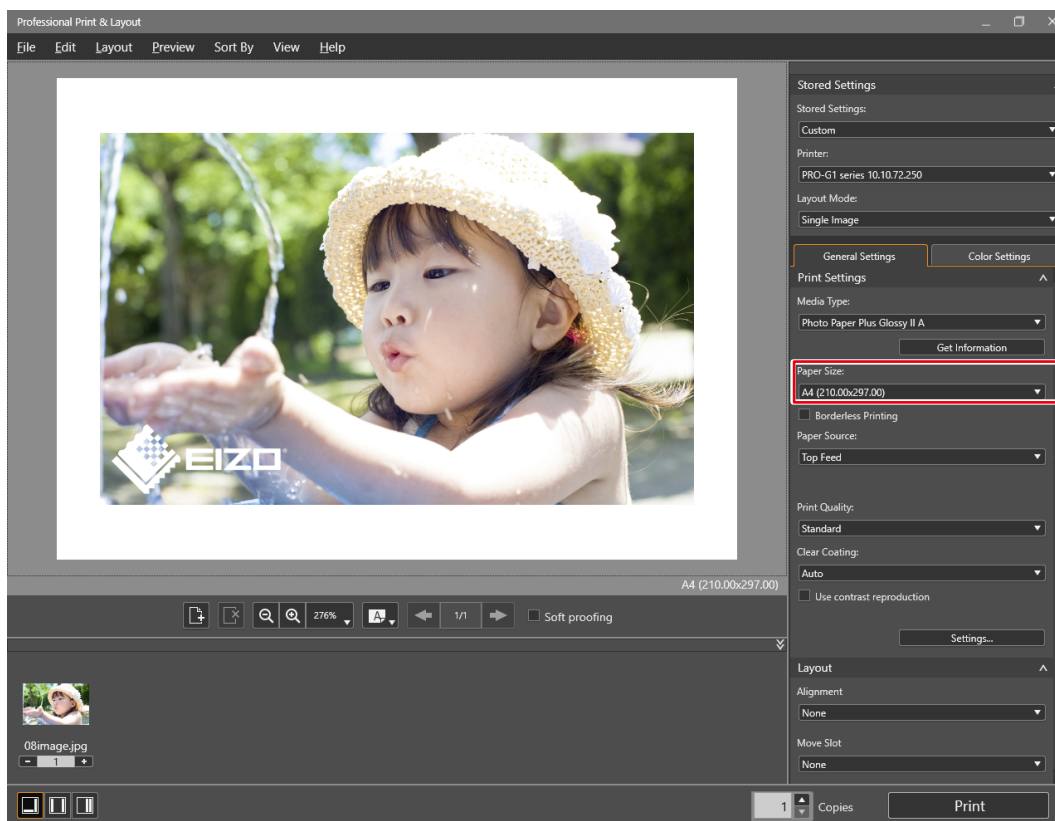 Professional Print & Layout
File Edit Layout Preview Sort By View Help
Stored Settings
Stored Settings:
Custom
Printer:
PRO-G1 series 10.10.72.250
Layout Mode:
Single Image
General Settings Color Settings
Print Settings
Media Type:
Photo Paper Plus Glossy II A
Get Information
Paper Size:
A4 (210.00x297.00)
Borderless Printing
Paper Source:
Top Feed
Print Quality:
Standard
Clear Coating:
Auto
Use contrast reproduction
Settings...
Layout
Alignment
None
Move Slot
None
EIZO
A4 (210.00x297.00)
276% A 1/1 Soft proofing
08image.jpg
- 1 +
1 Copies Print